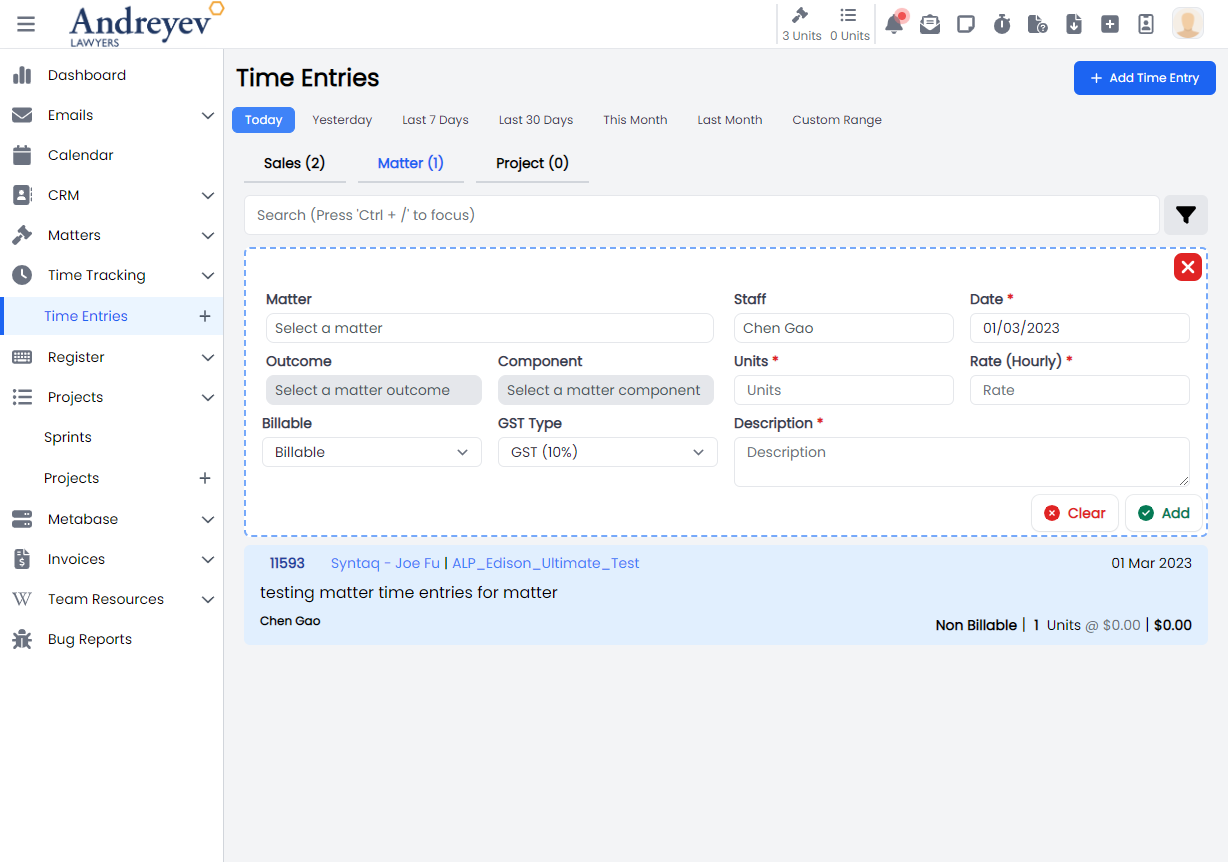 Andreyev
LAWYERS
3 Units 0 Units
Dashboard
Emails
Calendar
CRM
Matters
Time Tracking
Time Entries
Register
Projects
Sprints
Projects
Metabase
Invoices
Team Resources
Bug Reports
Time Entries
Add Time Entry
Today Yesterday Last 7 Days Last 30 Days This Month Last Month Custom Range
Sales (2) Matter (1) Project (0)
Search (Press 'Ctrl + /' to focus)
Matter Staff Date *
Select a matter Chen Gao 01/03/2023
Outcome Component Units * Rate (Hourly) *
Select a matter outcome Select a matter component Units Rate
Billable GST Type Description *
Billable GST (10%) Description
Clear Add
11593 Syntaq - Joe Fu | ALP_Edison_Ultimate_Test 01 Mar 2023
testing matter time entries for matter
Chen Gao
Non Billable | 1 Units @ $0.00 | $0.00